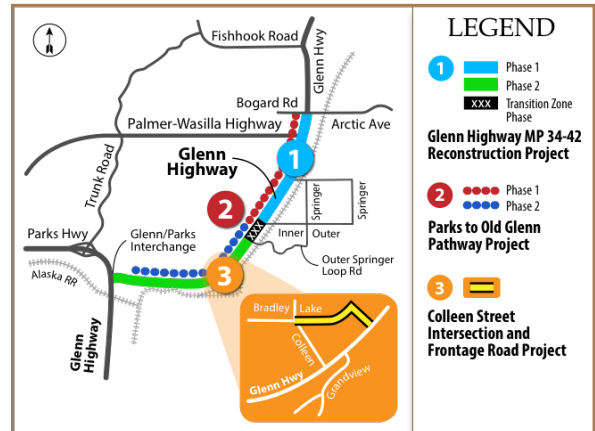 Fishhook Road
Glenn Hwy
Bogard Rd
Palmer-Wasilla Highway
Arctic Ave
Glenn
Highway
1
Trunk Road
2
Springer
Springer
XXX
Inner
Outer
Parks Hwy
Glenn/Parks
Interchange
Outer Springer
Loop Rd
Alaska RR
3
Glenn
Highway
Bradley
Lake
Colleen
Glenn Hwy
Grandview
LEGEND
1
Phase 1
Phase 2
XXX
Transition Zone
Phase
Glenn Highway MP 34-42
Reconstruction Project
2
Phase 1
Phase 2
Parks to Old Glenn
Pathway Project
3
Colleen Street
Intersection and
Frontage Road Project